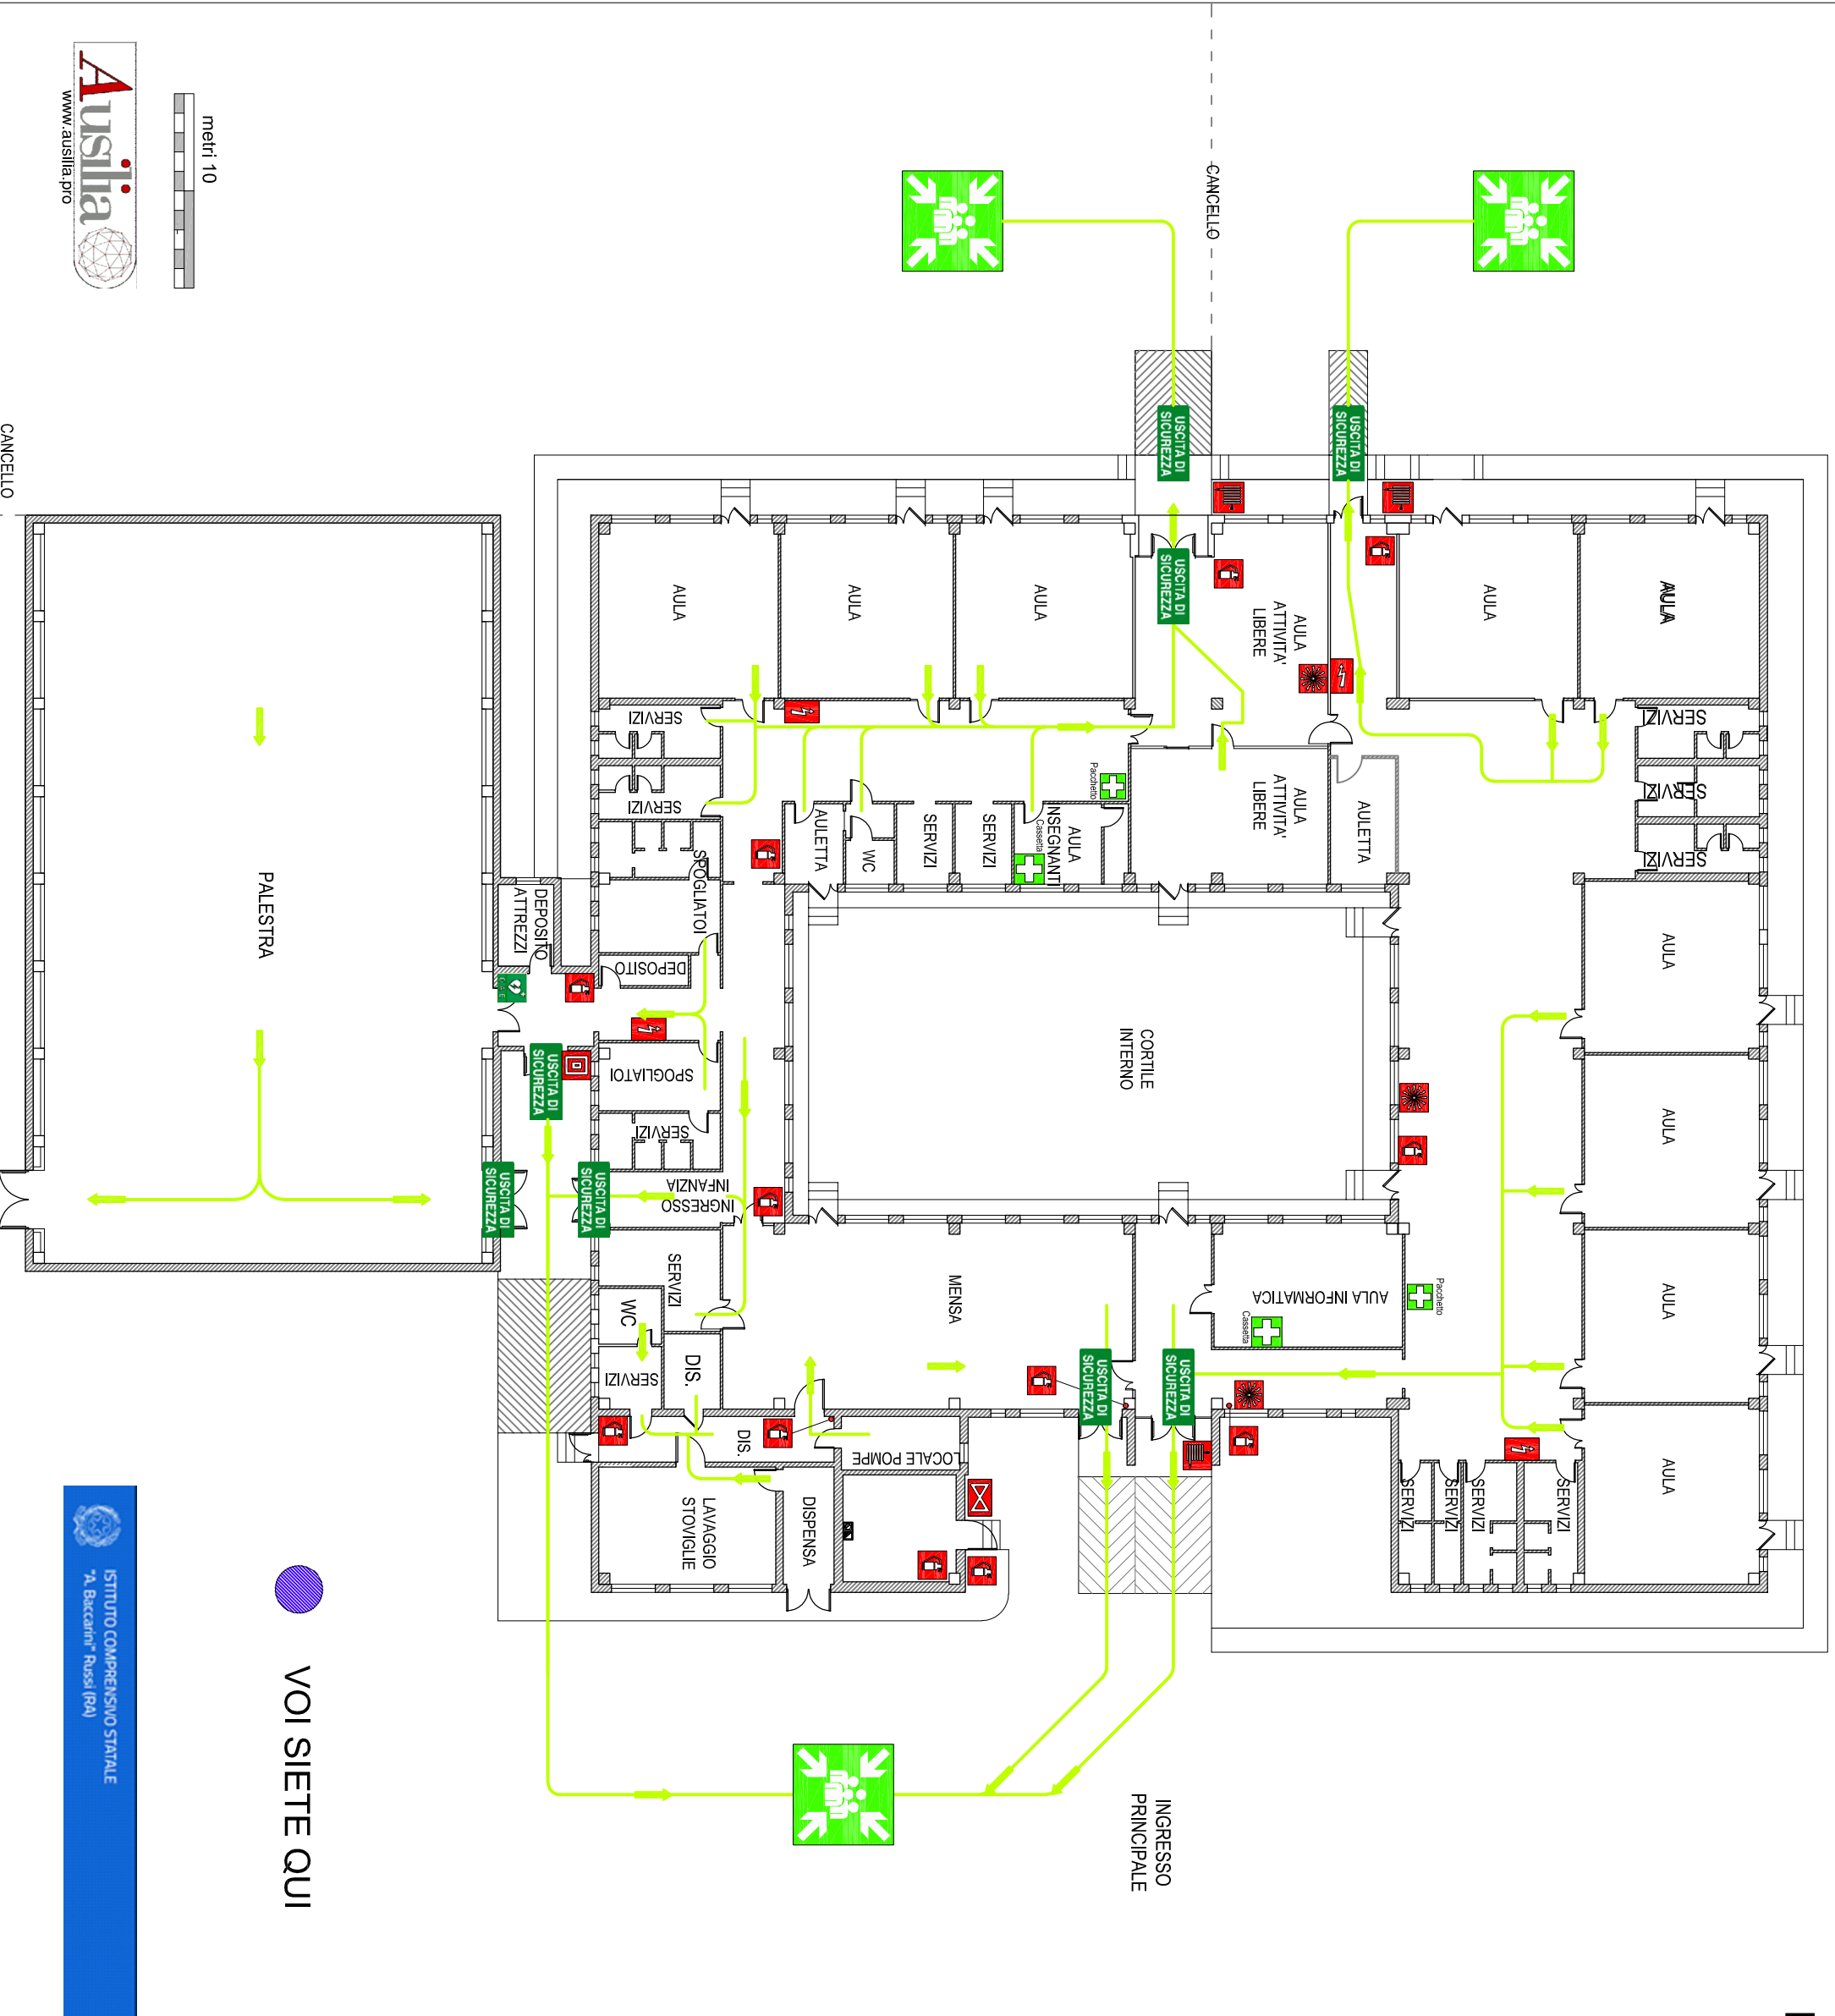 metri 10
Ausilia
www.ausilia.pro
CANCELLO
CANCELLO
USCITA DI
SICUREZZA
USCITA DI
SICUREZZA
USCITA DI
SICUREZZA
AULA
AULA
AULA
AULA
ATTIVITA'
LIBERE
AULA
AULA
SERVIZI
SERVIZI
SERVIZI
SERVIZI
SERVIZI
SPOGLIATOI
DEPOSITO
AULETTA
WC
SERVIZI
SERVIZI
AULA
INSEGNANTI
Cassetta
Pacchetto
AULA
ATTIVITA'
LIBERE
AULETTA
PALESTRA
DEPOSITO
ATTREZZI
CORTILE
INTERNO
AULA
AULA
AULA
AULA
USCITA DI
SICUREZZA
SPOGLIATOI
SERVIZI
INGRESSO
INFANZIA
USCITA DI
SICUREZZA
USCITA DI
SICUREZZA
SERVIZI
WC
SERVIZI
DIS.
MENSA
AULA INFORMATICA
Cassetta
Pacchetto
USCITA DI
SICUREZZA
USCITA DI
SICUREZZA
DIS.
LOCALE POMPE
LAVAGGIO
STOVIGLIE
DISPENSA
SERVIZI
SERVIZI
SERVIZI
SERVIZI
INGRESSO
PRINCIPALE
VOI SIETE QUI
ISTITUTO COMPRENSIVO STATALE
"A. Baccarini" Russi (RA)